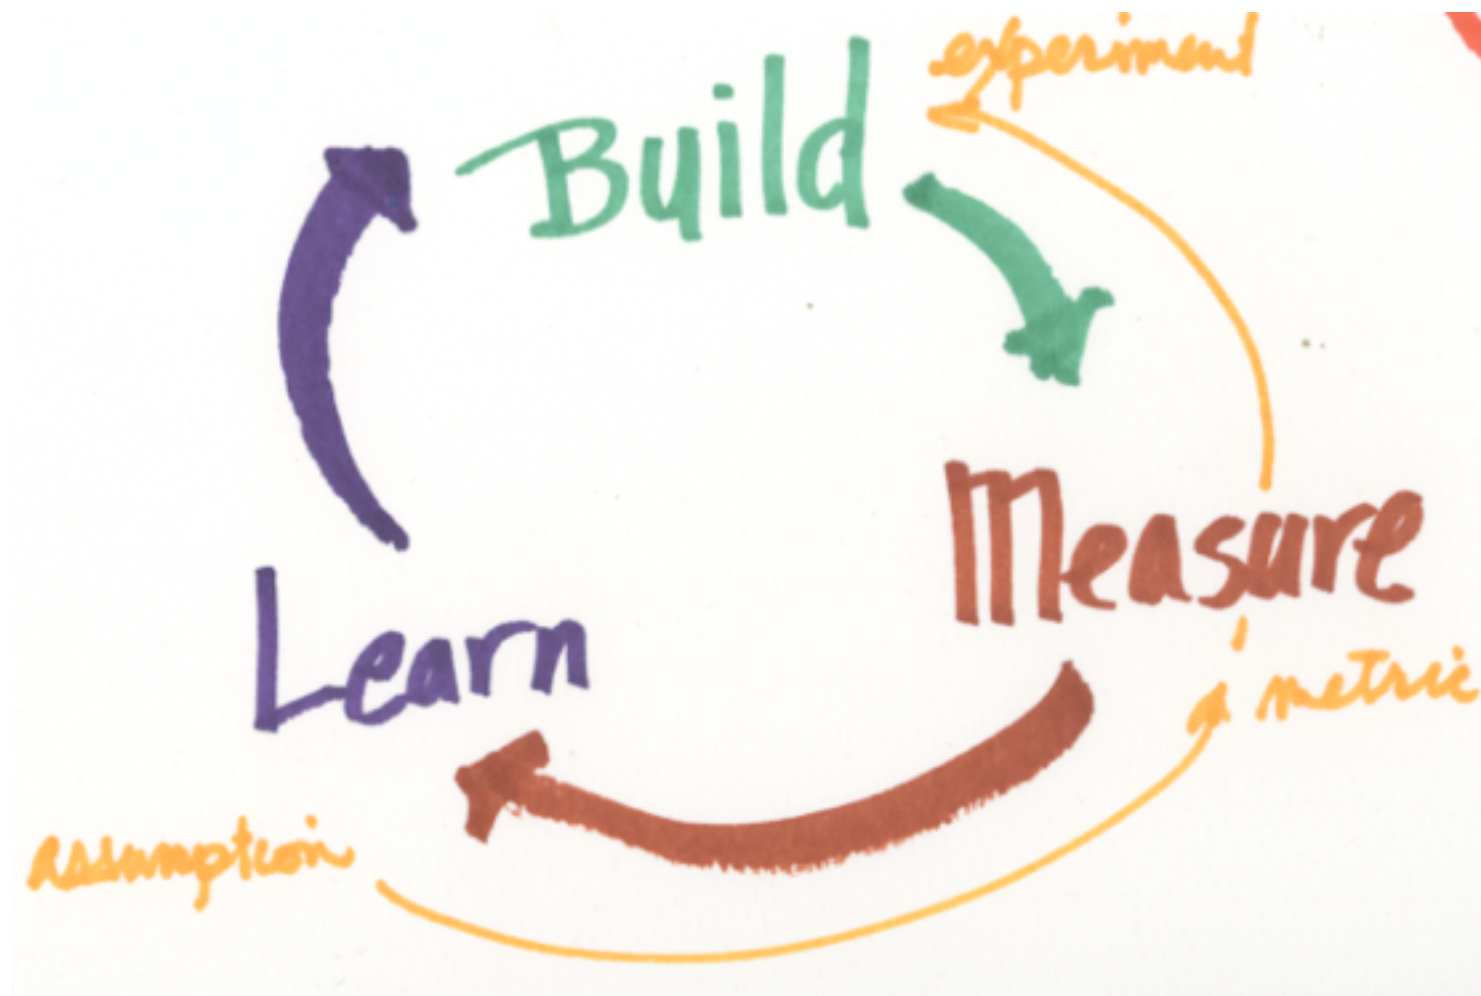 experiment
Build
Measure
metric
Learn
assumption